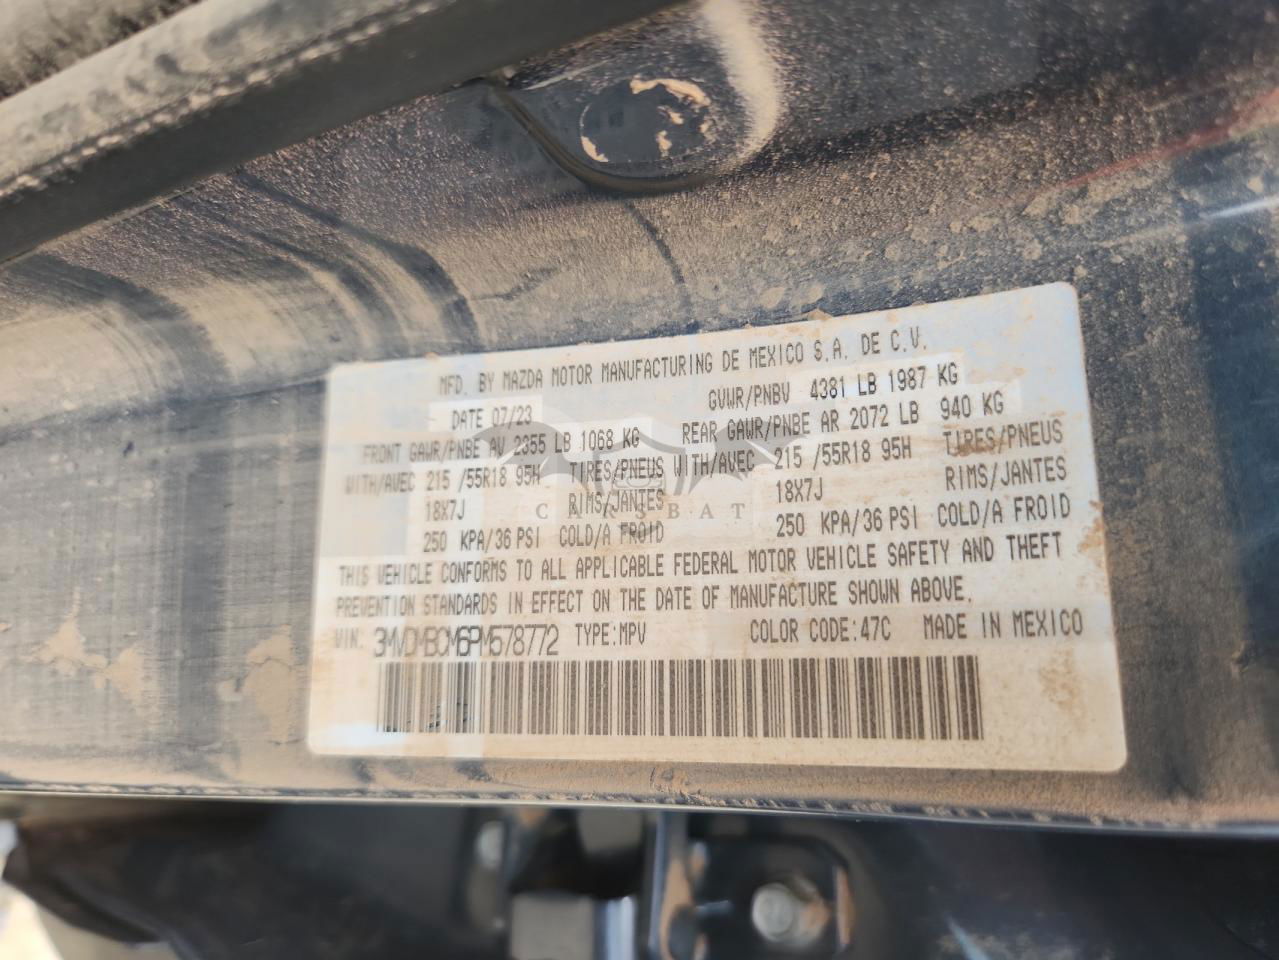 MFD. BY MAZDA MOTOR MANUFACTURING DE MEXICO S.A. DE C.V.
DATE 07/23 GVWR/PNBV 4381 LB 1987 KG
FRONT GAWR/PNBE AV 2355 LB 1068 KG REAR GAWR/PNBE AR 2072 LB 940 KG
WITH/AVEC 215 /55R18 95H TIRES/PNEUS WITH/AVEC 215 /55R18 95H TIRES/PNEUS
18X7J RIMS/JANTES 18X7J RIMS/JANTES
250 KPA/36 PSI COLD/A FROID 250 KPA/36 PSI COLD/A FROID
CARSBAT
THIS VEHICLE CONFORMS TO ALL APPLICABLE FEDERAL MOTOR VEHICLE SAFETY AND THEFT
PREVENTION STANDARDS IN EFFECT ON THE DATE OF MANUFACTURE SHOWN ABOVE.
VIN. 3MVDMBCM6PM578772 TYPE:MPV COLOR CODE:47C MADE IN MEXICO